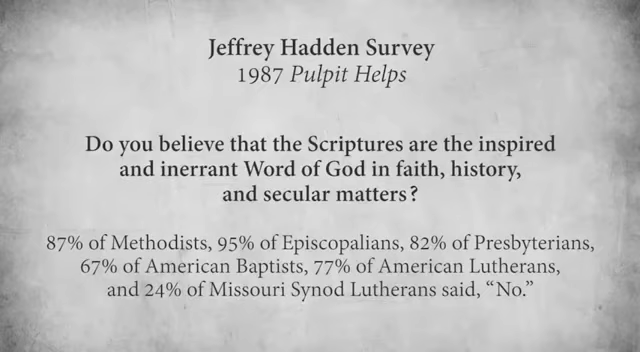 Jeffrey Hadden Survey
1987 Pulpit Helps
Do you believe that the Scriptures are the inspired
and inerrant Word of God in faith, history,
and secular matters?
87% of Methodists, 95% of Episcopalians, 82% of Presbyterians,
67% of American Baptists, 77% of American Lutherans,
and 24% of Missouri Synod Lutherans said, “No.”